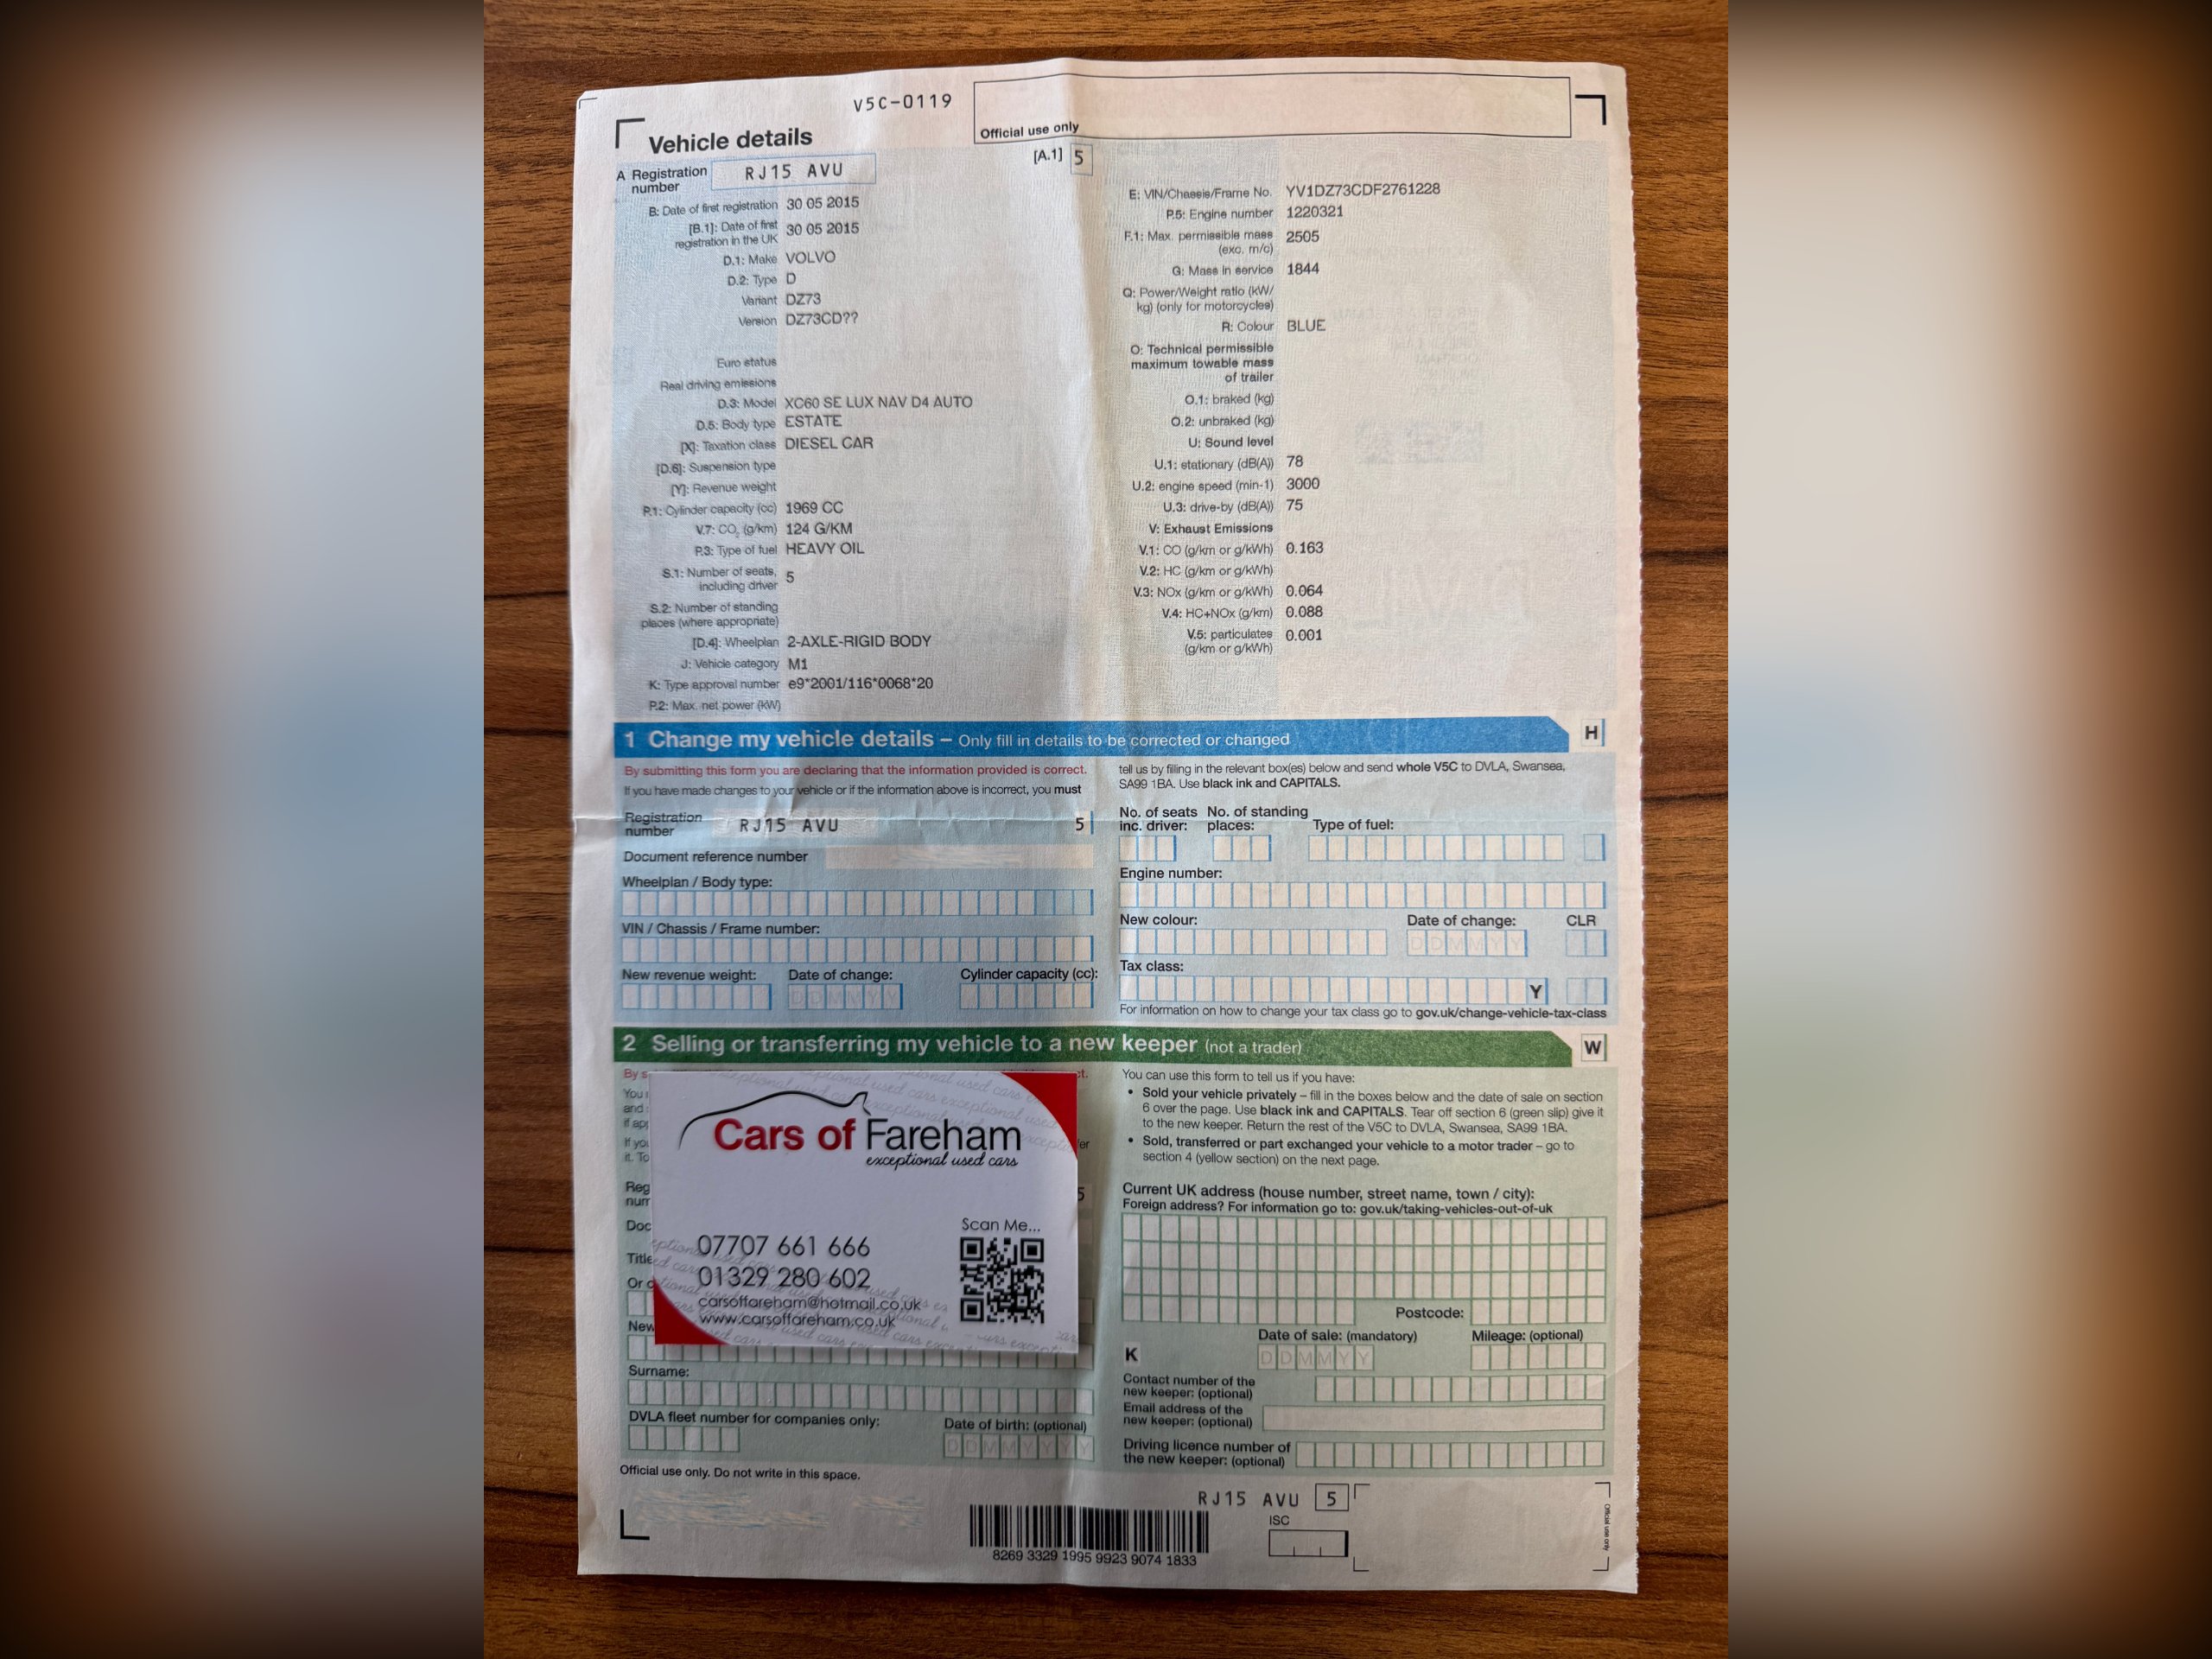 V5C-0119
Official use only
Vehicle details
A Registration number RJ15 AVU
[A.1] 5
B: Date of first registration 30 05 2015
[B.1]: Date of first registration in the UK 30 05 2015
D.1: Make VOLVO
D.2: Type D
Variant DZ73
Version DZ73CD??
Euro status
Real driving emissions
D.3: Model XC60 SE LUX NAV D4 AUTO
D.5: Body type ESTATE
[X]: Taxation class DIESEL CAR
[D.6]: Suspension type
[Y]: Revenue weight
P.1: Cylinder capacity (cc) 1969 CC
V.7: CO2 (g/km) 124 G/KM
P.3: Type of fuel HEAVY OIL
S.1: Number of seats, including driver 5
S.2: Number of standing places (where appropriate)
[D.4]: Wheelplan 2-AXLE-RIGID BODY
J: Vehicle category M1
K: Type approval number e9*2001/116*0068*20
P.2: Max. net power (kW)
E: VIN/Chassis/Frame No. YV1DZ73CDF2761228
P.5: Engine number 1220321
F.1: Max. permissible mass (exc. m/c) 2505
G: Mass in service 1844
Q: Power/Weight ratio (kW/kg) (only for motorcycles)
R: Colour BLUE
O: Technical permissible maximum towable mass of trailer
O.1: braked (kg)
O.2: unbraked (kg)
U: Sound level
U.1: stationary (dB(A)) 78
U.2: engine speed (min-1) 3000
U.3: drive-by (dB(A)) 75
V: Exhaust Emissions
V.1: CO (g/km or g/kWh) 0.163
V.2: HC (g/km or g/kWh)
V.3: NOx (g/km or g/kWh) 0.064
V.4: HC+NOx (g/km) 0.088
V.5: particulates (g/km or g/kWh) 0.001
1 Change my vehicle details – Only fill in details to be corrected or changed
H
By submitting this form you are declaring that the information provided is correct.
If you have made changes to your vehicle or if the information above is incorrect, you must
tell us by filling in the relevant box(es) below and send whole V5C to DVLA, Swansea,
SA99 1BA. Use black ink and CAPITALS.
Registration number RJ15 AVU 5
Document reference number
Wheelplan / Body type:
VIN / Chassis / Frame number:
New revenue weight: Date of change: Cylinder capacity (cc):
DDMMYY
No. of seats inc. driver: No. of standing places: Type of fuel:
Engine number:
New colour: Date of change: CLR
DDMMYY
Tax class:
Y
For information on how to change your tax class go to gov.uk/change-vehicle-tax-class
2 Selling or transferring my vehicle to a new keeper (not a trader)
W
By
Cars of Fareham
exceptional used cars
Scan Me...
07707 661 666
01329 280 602
carsoffareham@hotmail.co.uk
www.carsoffareham.co.uk
5
Surname:
DVLA fleet number for companies only: Date of birth: (optional)
DDMMYYYY
Official use only. Do not write in this space.
You can use this form to tell us if you have:
• Sold your vehicle privately – fill in the boxes below and the date of sale on section
6 over the page. Use black ink and CAPITALS. Tear off section 6 (green slip) give it
to the new keeper. Return the rest of the V5C to DVLA, Swansea, SA99 1BA.
• Sold, transferred or part exchanged your vehicle to a motor trader – go to
section 4 (yellow section) on the next page.
Current UK address (house number, street name, town / city):
Foreign address? For information go to: gov.uk/taking-vehicles-out-of-uk
Postcode:
Date of sale: (mandatory) Mileage: (optional)
K
DDMMYY
Contact number of the new keeper: (optional)
Email address of the new keeper: (optional)
Driving licence number of the new keeper: (optional)
RJ15 AVU 5
ISC
8269 3329 1995 9923 9074 1833
Official use only